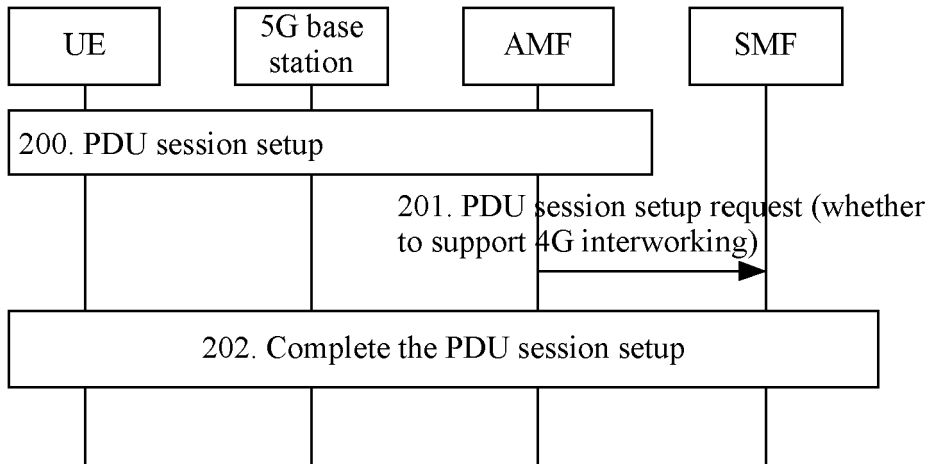 UE
5G base
station
AMF
SMF
200. PDU session setup
201. PDU session setup request (whether
to support 4G interworking)
202. Complete the PDU session setup